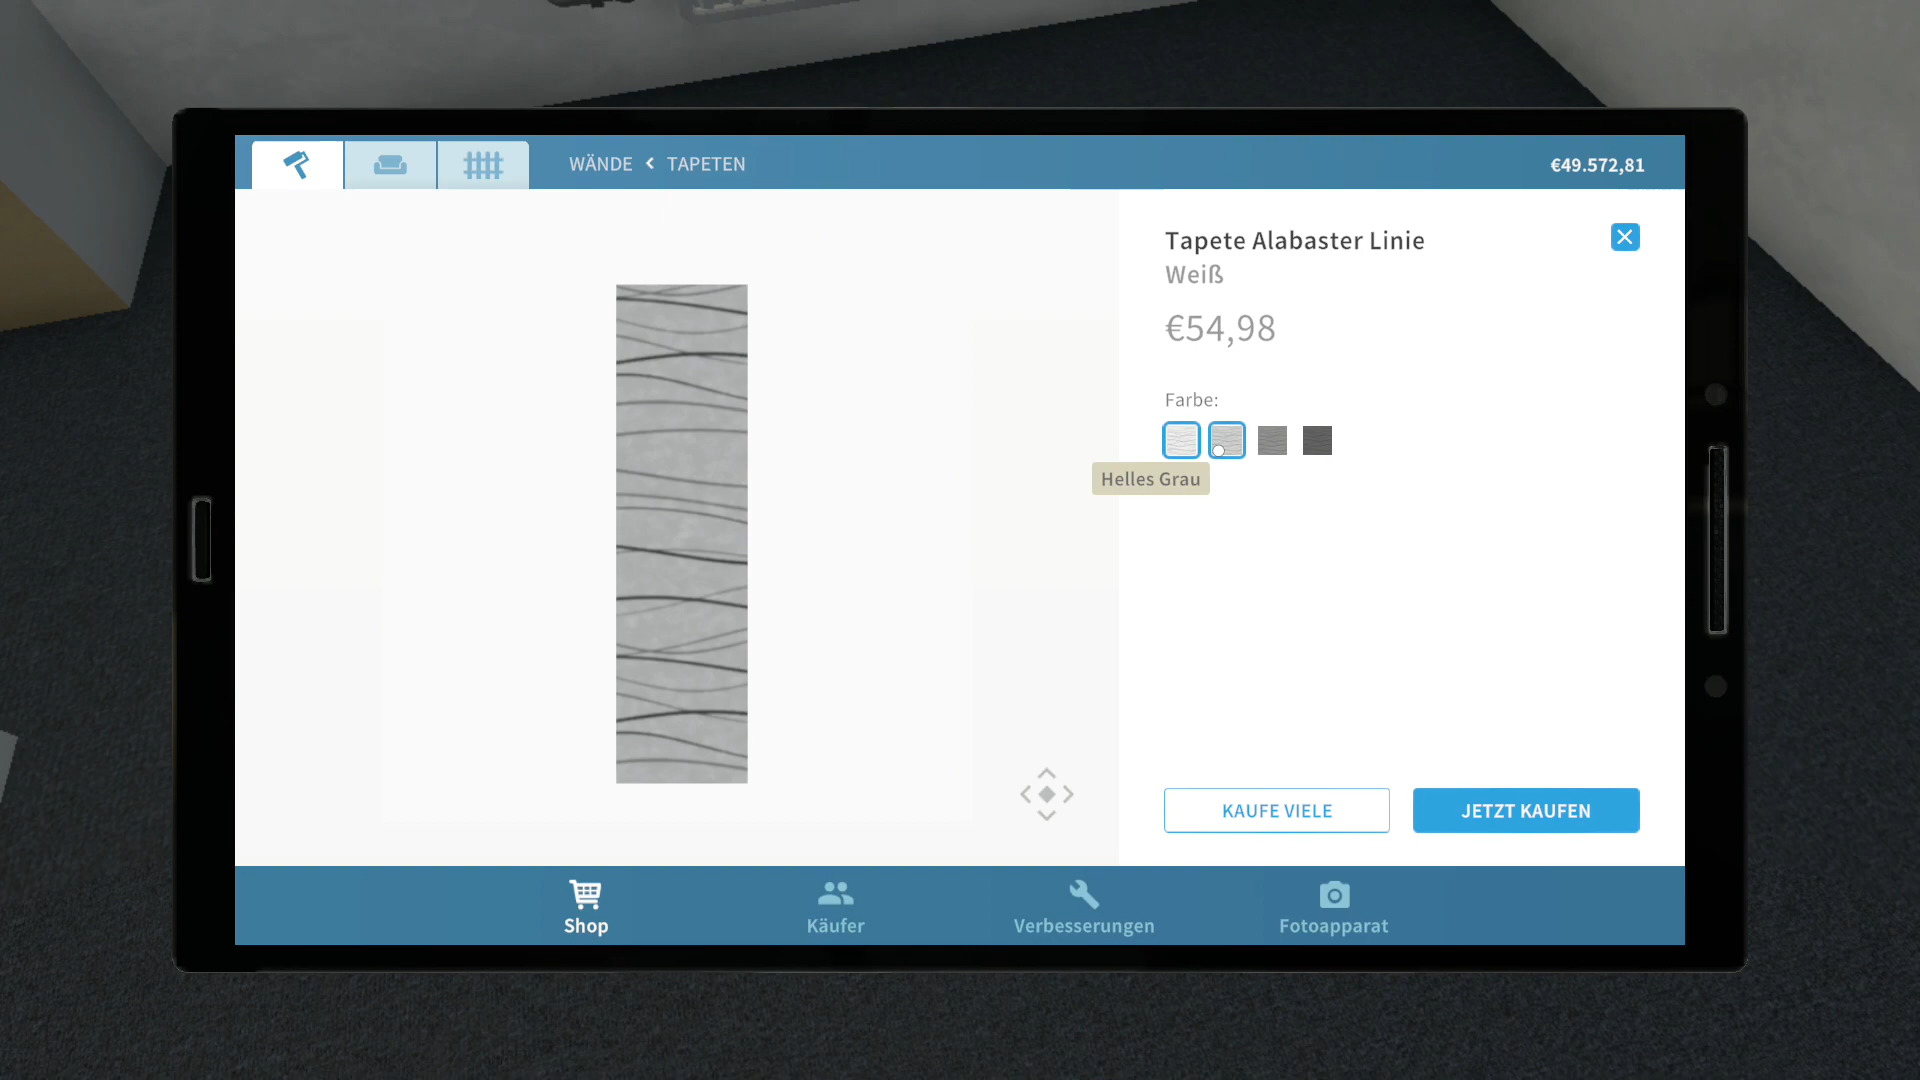 WÄNDE < TAPETEN
€49.572,81
Tapete Alabaster Linie
Weiß
€54,98
Farbe:
Helles Grau
KAUFE VIELE
JETZT KAUFEN
Shop
Käufer
Verbesserungen
Fotoapparat